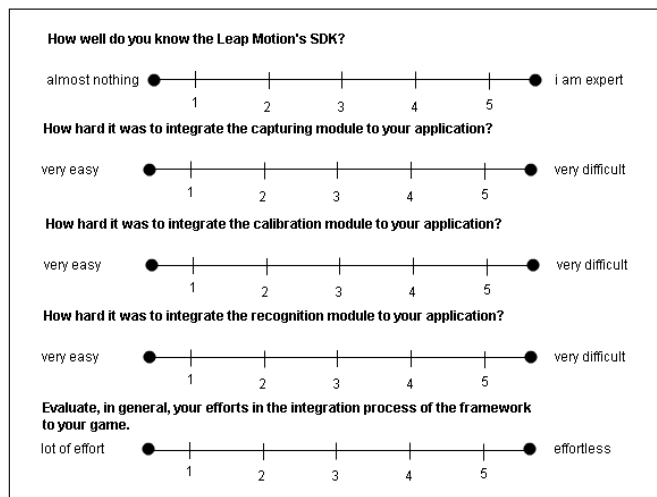 How well do you know the Leap Motion's SDK?
almost nothing i am expert
1 2 3 4 5
How hard it was to integrate the capturing module to your application?
very easy very difficult
1 2 3 4 5
How hard it was to integrate the calibration module to your application?
very easy very difficult
1 2 3 4 5
How hard it was to integrate the recognition module to your application?
very easy very difficult
1 2 3 4 5
Evaluate, in general, your efforts in the integration process of the framework
to your game.
lot of effort effortless
1 2 3 4 5